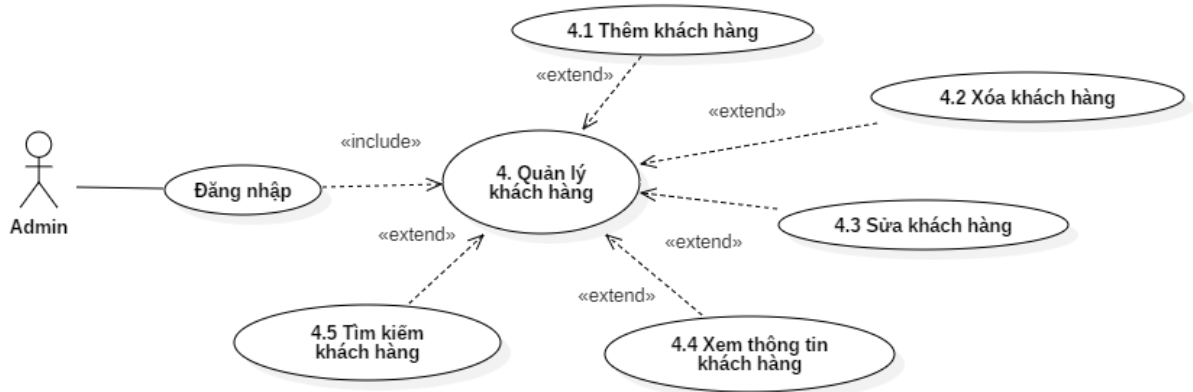 4.1 Thêm khách hàng
«extend»
4.2 Xóa khách hàng
«extend»
«include»
4. Quản lý
khách hàng
Đăng nhập
Admin
4.3 Sửa khách hàng
«extend»
«extend»
«extend»
4.5 Tìm kiếm
khách hàng
4.4 Xem thông tin
khách hàng